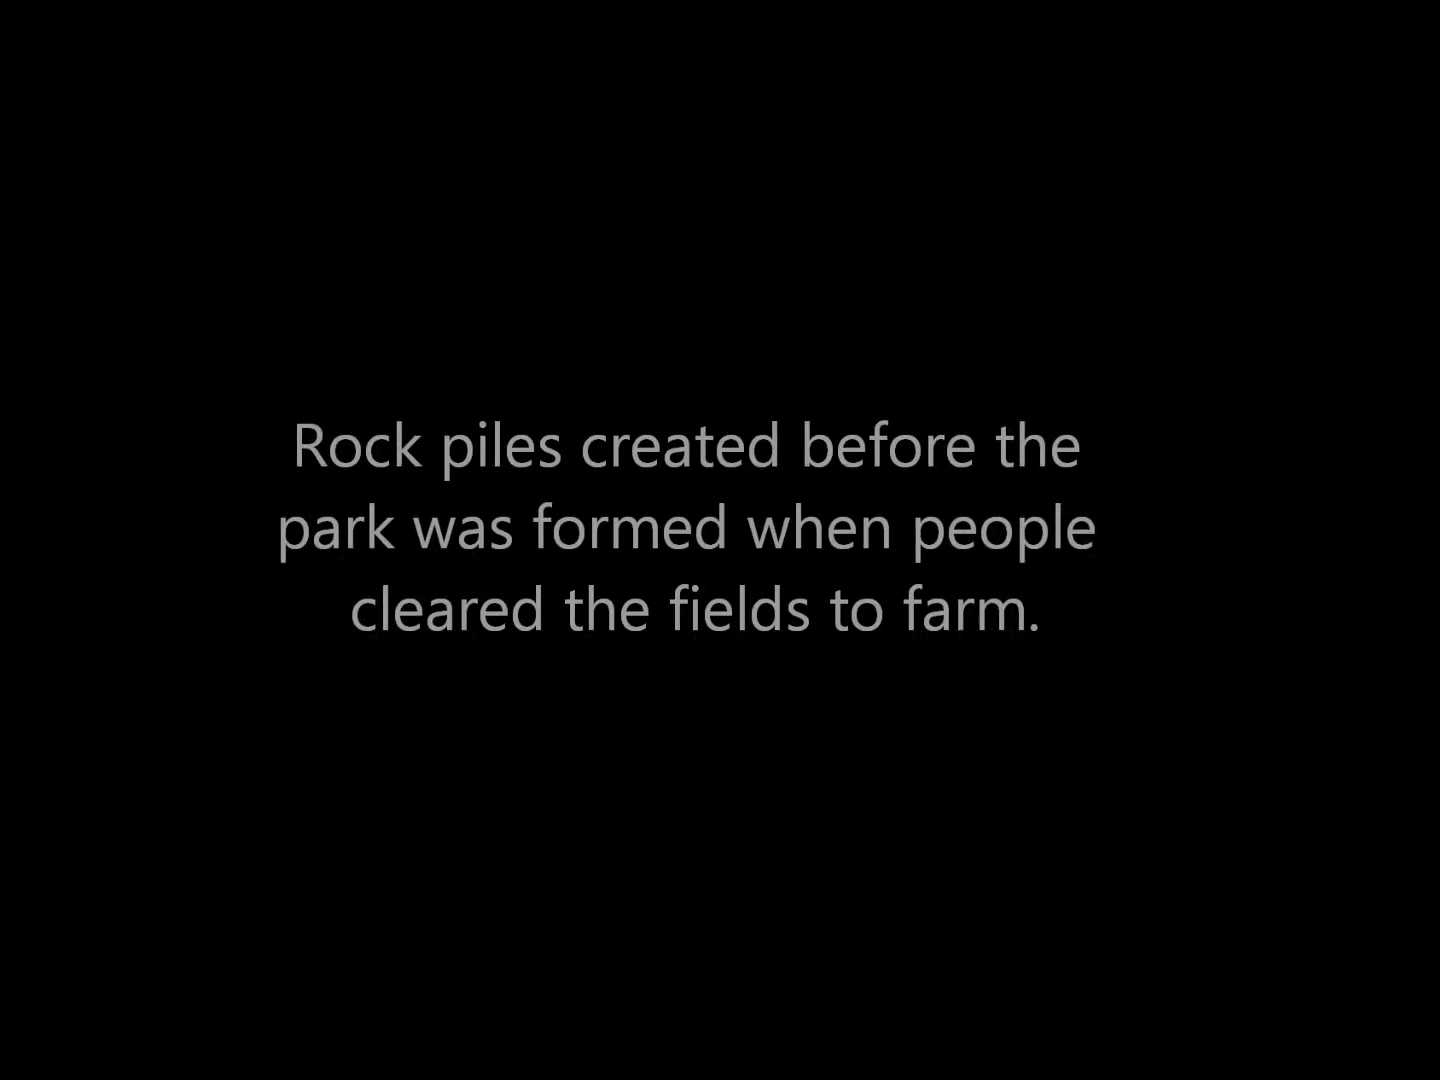 Rock piles created before the
park was formed when people
cleared the fields to farm.